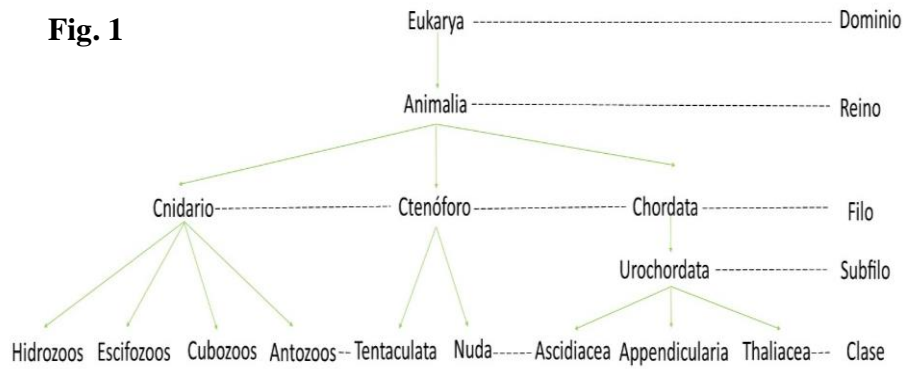 Fig. 1
Eukarya Dominio
Animalia Reino
Cnidario Ctenóforo Chordata Filo
Urochordata Subfilo
Hidrozoos Escifozoos Cubozoos Antozoos Tentaculata Nuda Ascidiacea Appendicularia Thaliacea Clase